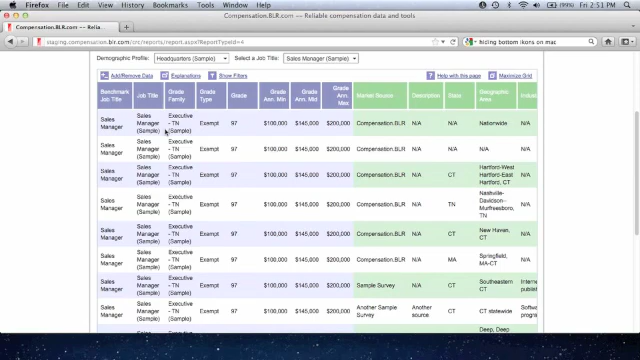 Firefox File Edit View History Bookmarks Tools Window Help (99%) Fri 2:51 PM
Compensation.BLR.com — Reliable compensation data and tools
Compensation.BLR.com – Reliab...
staging.compensation.blr.com/src/reports/report.aspx?ReportTypeId=4 hiding bottom icons on mac
Demographic Profile: Headquarters (Sample) Select a Job Title: Sales Manager (Sample)
Add/Remove Data Explanations Show Filters Help with this page Maximize Grid
Benchmark Job Title Job Title Grade Family Grade Type Grade Grade Ann. Min Grade Ann. Mid Grade Ann. Max Market Source Description State Geographic Area Industr
Sales Manager Sales Manager (Sample) Executive - TN (Sample) Exempt 97 $100,000 $145,000 $200,000 Compensation.BLR N/A N/A Nationwide N/A
Sales Manager Sales Manager (Sample) Executive - TN (Sample) Exempt 97 $100,000 $145,000 $200,000 Compensation.BLR N/A N/A N/A N/A
Sales Manager Sales Manager (Sample) Executive - TN (Sample) Exempt 97 $100,000 $145,000 $200,000 Compensation.BLR N/A CT Hartford-West Hartford-East Hartford, CT N/A
Sales Manager Sales Manager (Sample) Executive - TN (Sample) Exempt 97 $100,000 $145,000 $200,000 Compensation.BLR N/A TN Nashville-Davidson--Murfreesboro, TN N/A
Sales Manager Sales Manager (Sample) Executive - TN (Sample) Exempt 97 $100,000 $145,000 $200,000 Compensation.BLR N/A CT New Haven, CT N/A
Sales Manager Sales Manager (Sample) Executive - TN (Sample) Exempt 97 $100,000 $145,000 $200,000 Compensation.BLR N/A MA Springfield, MA-CT N/A
Sales Manager Sales Manager (Sample) Executive - TN (Sample) Exempt 97 $100,000 $145,000 $200,000 Sample Survey N/A CT Southeastern CT Interne publish
Sales Manager Sales Manager (Sample) Executive - TN (Sample) Exempt 97 $100,000 $145,000 $200,000 Another Sample Survey Another source CT CT statewide Softwa progra
Sales Executive Deep, Deep